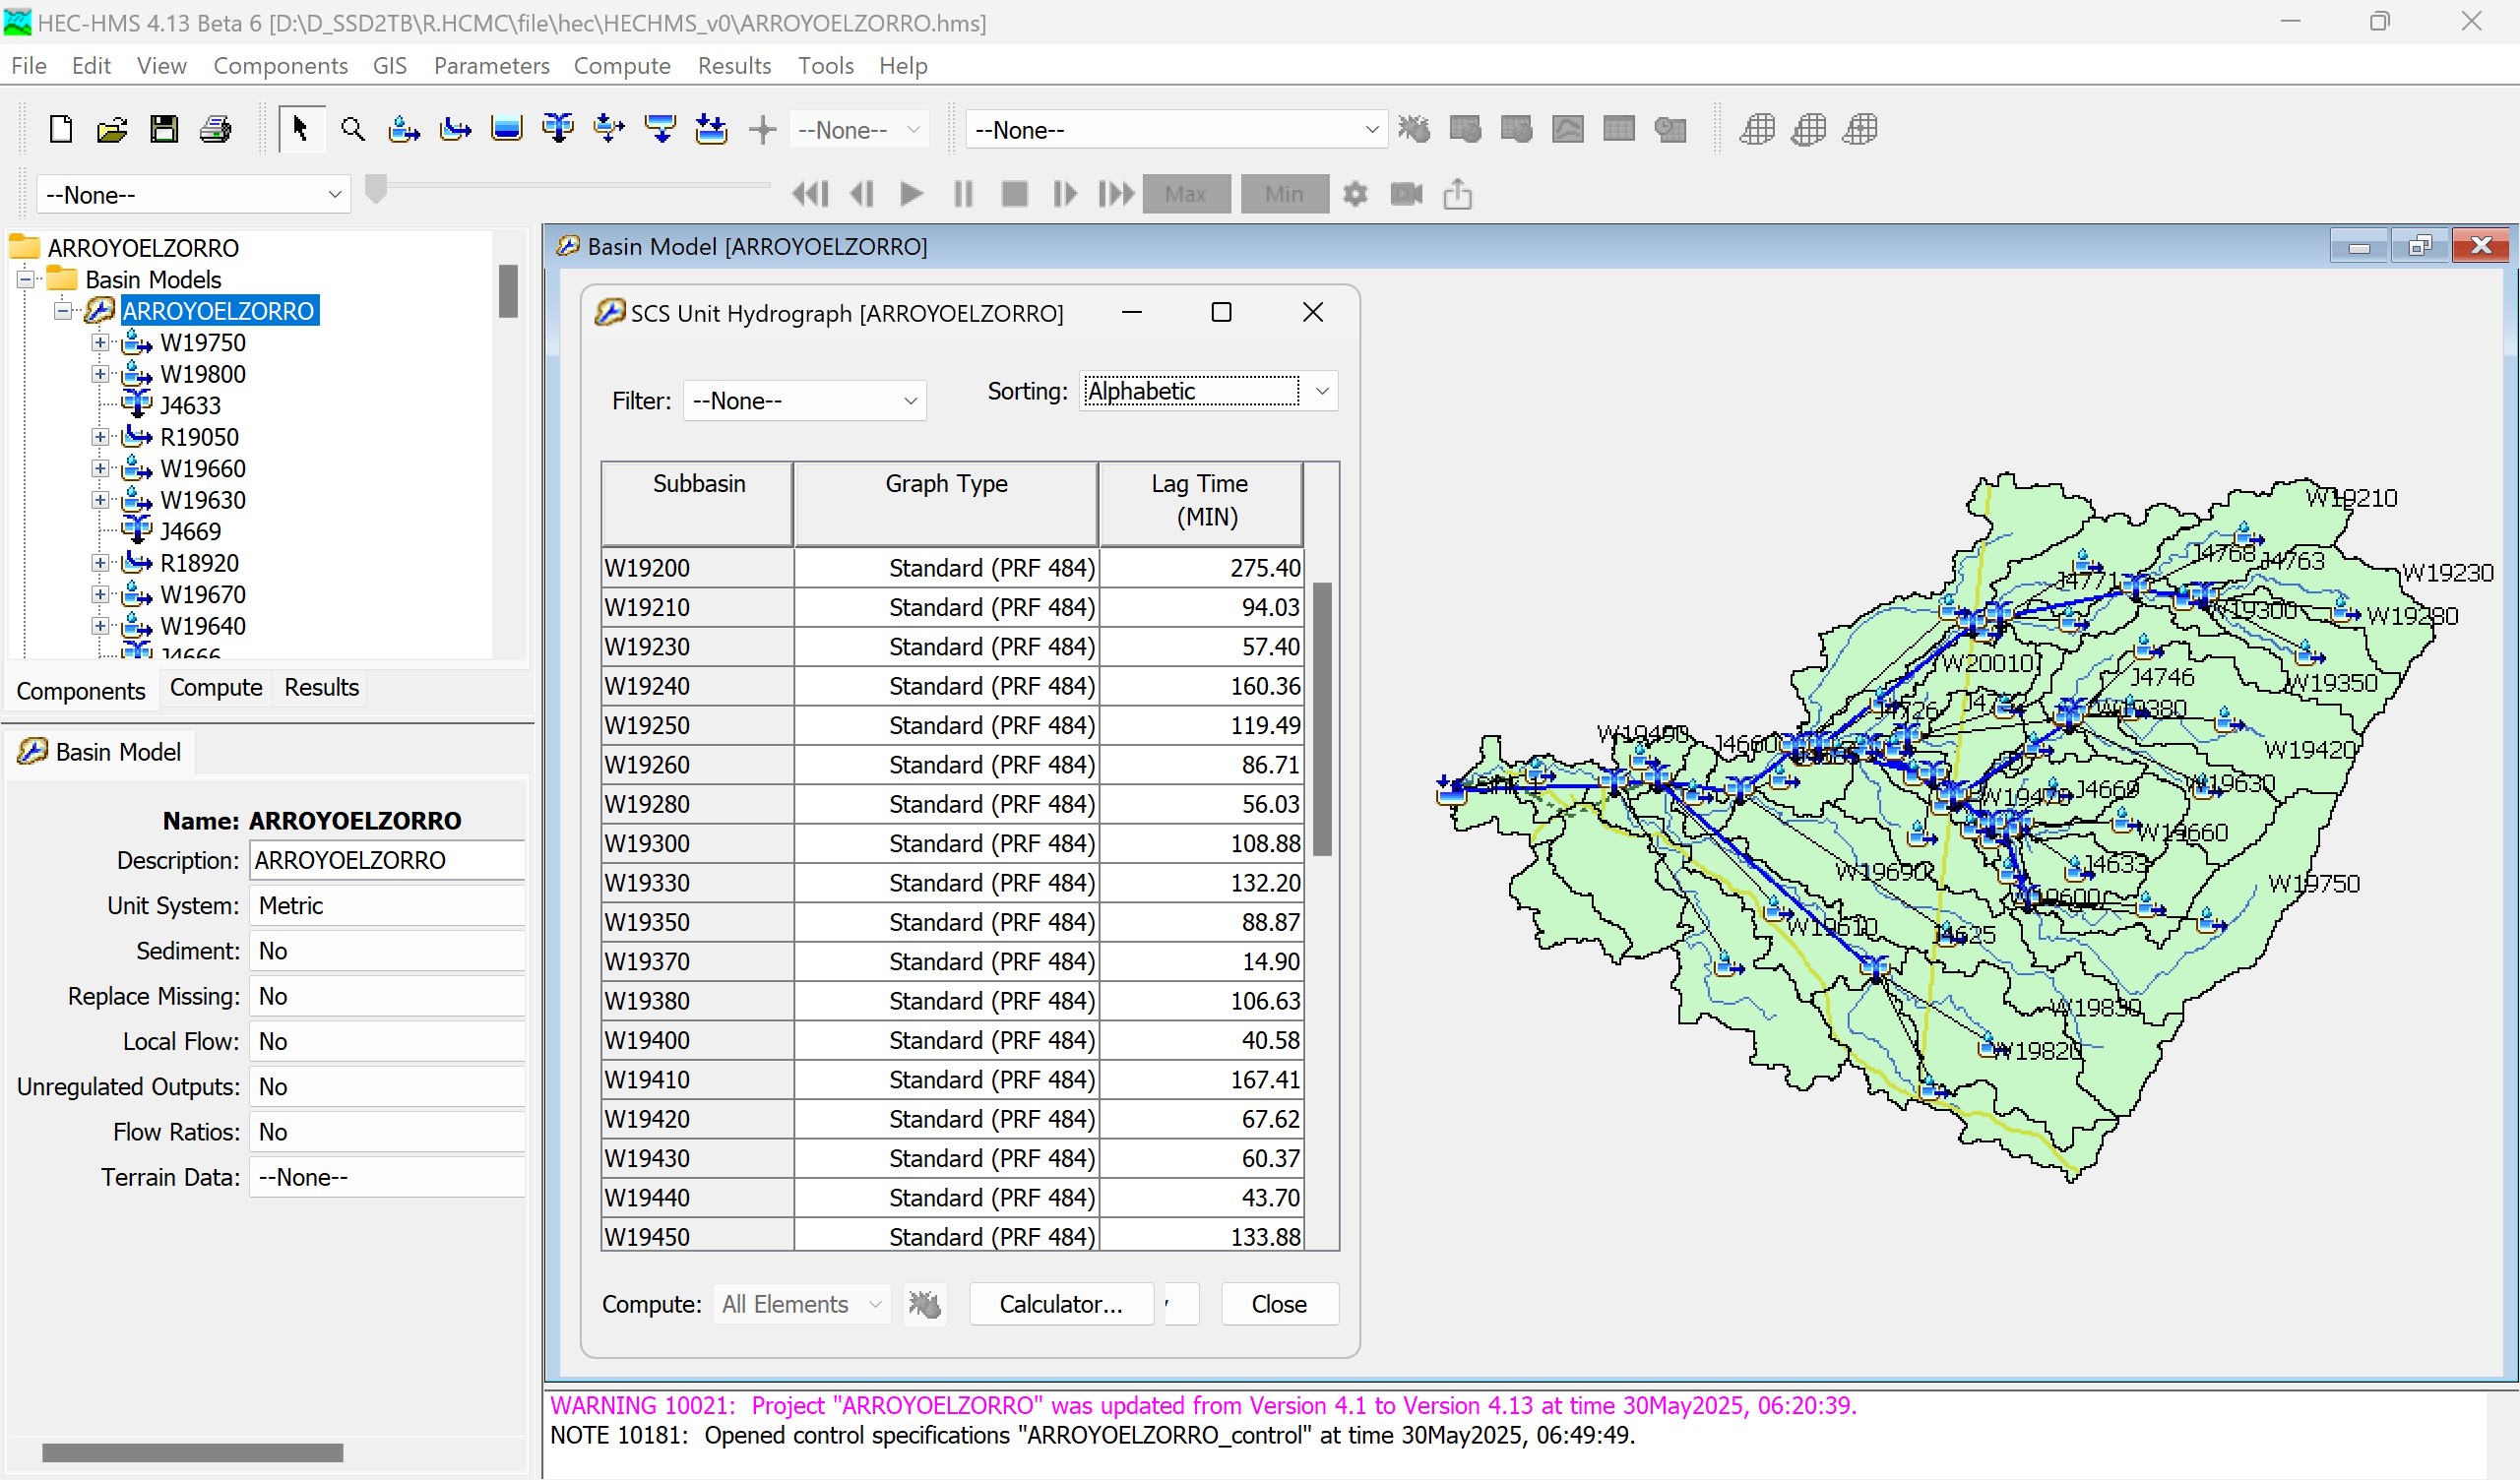 HEC-HMS 4.13 Beta 6 [D:\D_SSD2TB\R.HCMC\file\hec\HECHMS_v0\ARROYOELZORRO.hms]
File Edit View Components GIS Parameters Compute Results Tools Help
--None--
--None--
--None--
Max
Min
ARROYOELZORRO
Basin Models
ARROYOELZORRO
W19750
W19800
J4633
R19050
W19660
W19630
J4669
R18920
W19670
W19640
J4666
Components Compute Results
Basin Model
Name: ARROYOELZORRO
Description: ARROYOELZORRO
Unit System: Metric
Sediment: No
Replace Missing: No
Local Flow: No
Unregulated Outputs: No
Flow Ratios: No
Terrain Data: --None--
Basin Model [ARROYOELZORRO]
SCS Unit Hydrograph [ARROYOELZORRO]
Filter: --None--
Sorting: Alphabetic
Subbasin Graph Type Lag Time
(MIN)
W19200 Standard (PRF 484) 275.40
W19210 Standard (PRF 484) 94.03
W19230 Standard (PRF 484) 57.40
W19240 Standard (PRF 484) 160.36
W19250 Standard (PRF 484) 119.49
W19260 Standard (PRF 484) 86.71
W19280 Standard (PRF 484) 56.03
W19300 Standard (PRF 484) 108.88
W19330 Standard (PRF 484) 132.20
W19350 Standard (PRF 484) 88.87
W19370 Standard (PRF 484) 14.90
W19380 Standard (PRF 484) 106.63
W19400 Standard (PRF 484) 40.58
W19410 Standard (PRF 484) 167.41
W19420 Standard (PRF 484) 67.62
W19430 Standard (PRF 484) 60.37
W19440 Standard (PRF 484) 43.70
W19450 Standard (PRF 484) 133.88
Compute: All Elements
Calculator...
Close
W19210
J4768
J4763
W19230
J4771
W19300
W19280
W20010
J4746
W19350
W19380
J4726
W19490
J4660
W19420
W19630
J4669
W19470
W19660
J4633
W19690
W19750
W19600
W19610
J4625
W19830
W19820
WARNING 10021: Project "ARROYOELZORRO" was updated from Version 4.1 to Version 4.13 at time 30May2025, 06:20:39.
NOTE 10181: Opened control specifications "ARROYOELZORRO_control" at time 30May2025, 06:49:49.